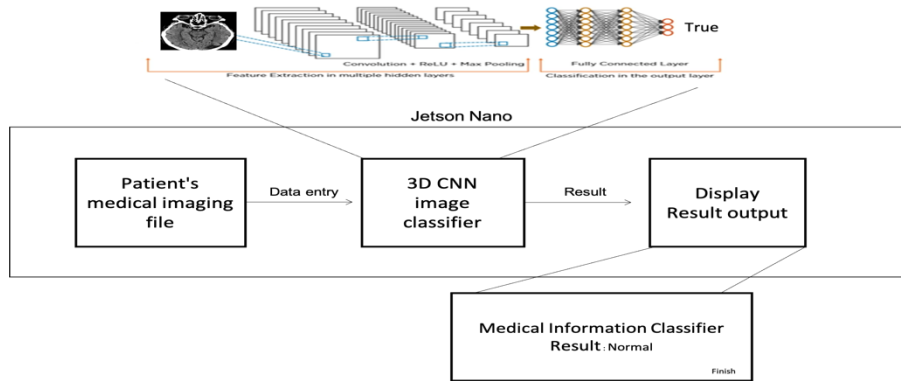 True
Convolution + ReLU + Max Pooling
Fully Connected Layer
Feature Extraction in multiple hidden layers
Classification in the output layer
Jetson Nano
Patient's
medical imaging
file
Data entry
3D CNN
image
classifier
Result
Display
Result output
Medical Information Classifier
Result : Normal
Finish